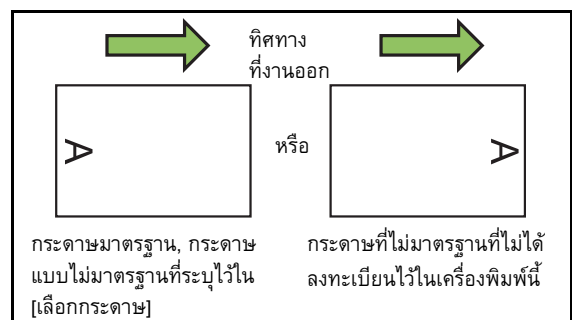 ทิศทาง
ที่งานออก
A
หรือ
A
กระดาษมาตรฐาน, กระดาษ
แบบไม่มาตรฐานที่ระบุไว้ใน
[เลือกกระดาษ]
กระดาษที่ไม่มาตรฐานที่ไม่ได้
ลงทะเบียนไว้ในเครื่องพิมพ์นี้